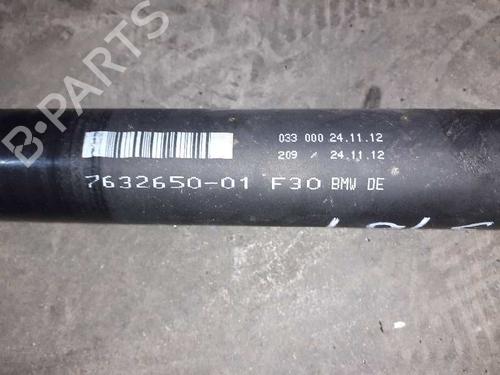 B-PARTS
033 000 24.11.12
209 / 24.11.12
7632650-01 F30 BMW DE